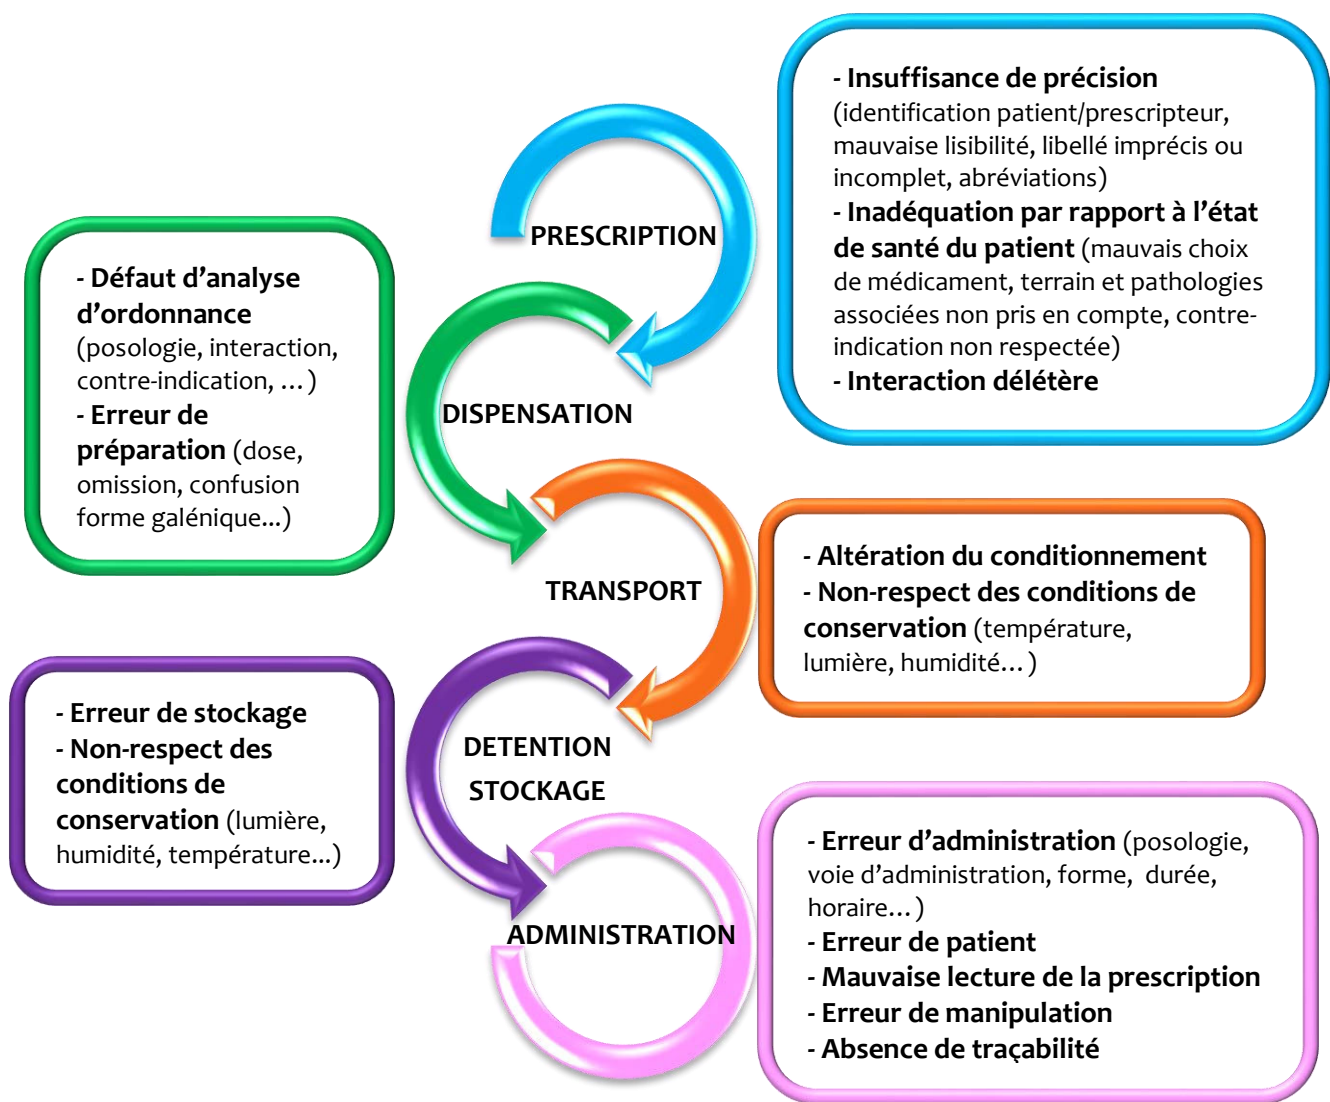 PRESCRIPTION
- Insuffisance de précision
(identification patient/prescripteur,
mauvaise lisibilité, libellé imprécis ou
incomplet, abréviations)
- Inadéquation par rapport à l’état
de santé du patient (mauvais choix
de médicament, terrain et pathologies
associées non pris en compte, contre-
indication non respectée)
- Interaction délétère
DISPENSATION
- Défaut d’analyse
d’ordonnance
(posologie, interaction,
contre-indication, …)
- Erreur de
préparation (dose,
omission, confusion
forme galénique...)
TRANSPORT
- Altération du conditionnement
- Non-respect des conditions de
conservation (température,
lumière, humidité…)
DETENTION
STOCKAGE
- Erreur de stockage
- Non-respect des
conditions de
conservation (lumière,
humidité, température...)
ADMINISTRATION
- Erreur d’administration (posologie,
voie d’administration, forme, durée,
horaire…)
- Erreur de patient
- Mauvaise lecture de la prescription
- Erreur de manipulation
- Absence de traçabilité